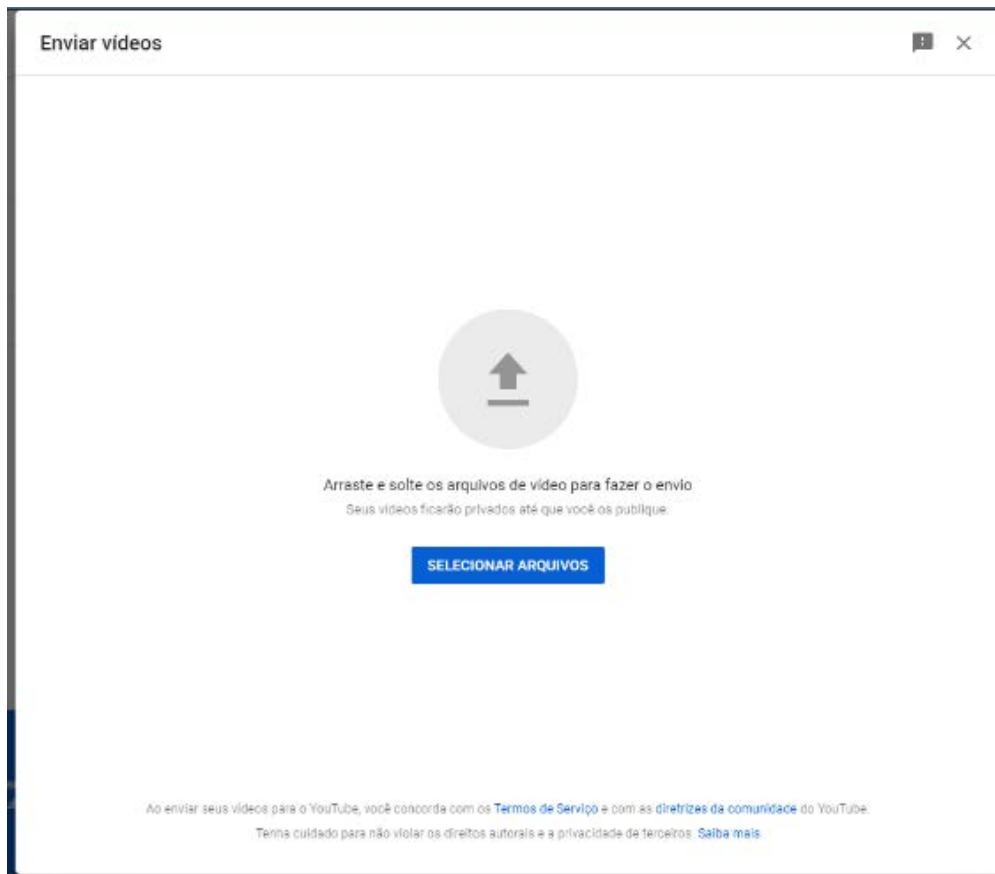 Enviar vídeos
Arraste e solte os arquivos de vídeo para fazer o envio
Seus vídeos ficarão privados até que você os publique.
SELECIONAR ARQUIVOS
Ao enviar seus vídeos para o YouTube, você concorda com os Termos de Serviço e com as diretrizes da comunidade do YouTube.
Tenha cuidado para não violar os direitos autorais e a privacidade de terceiros. Saiba mais